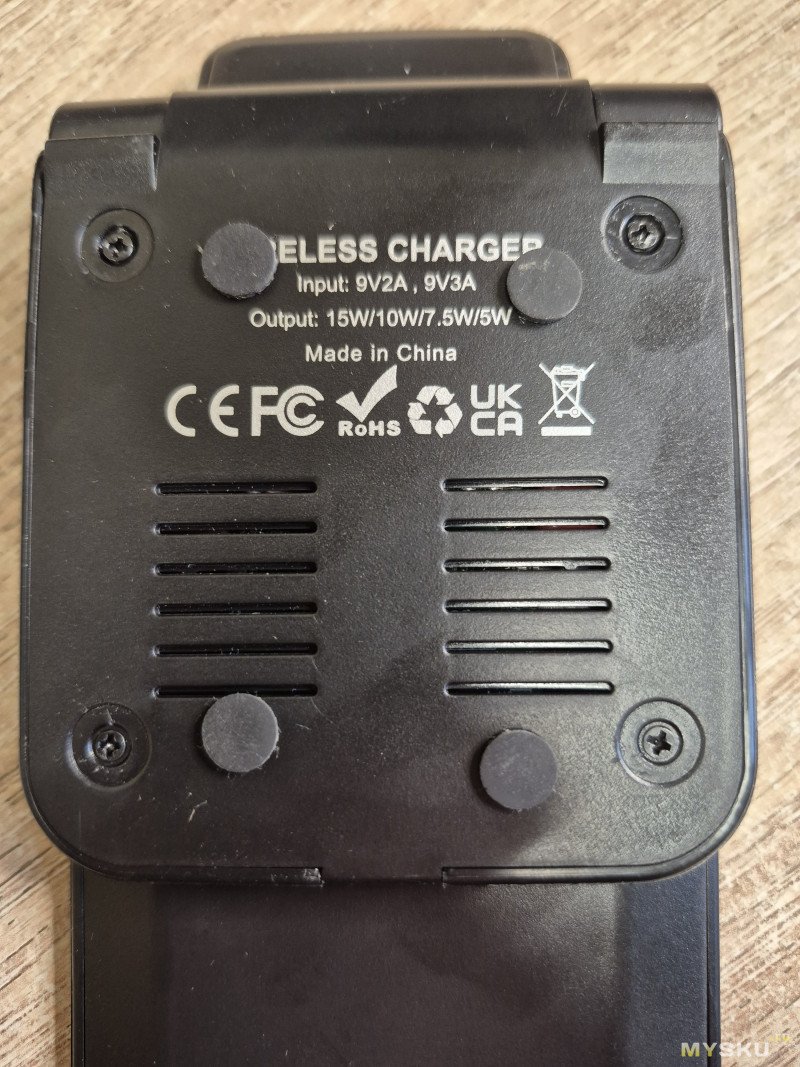 ELESS CHARGER
Input: 9V2A , 9V3A
Output: 15W/10W/7.5W/5W
Made in China
CE FC RoHS UK CA
MYSKU